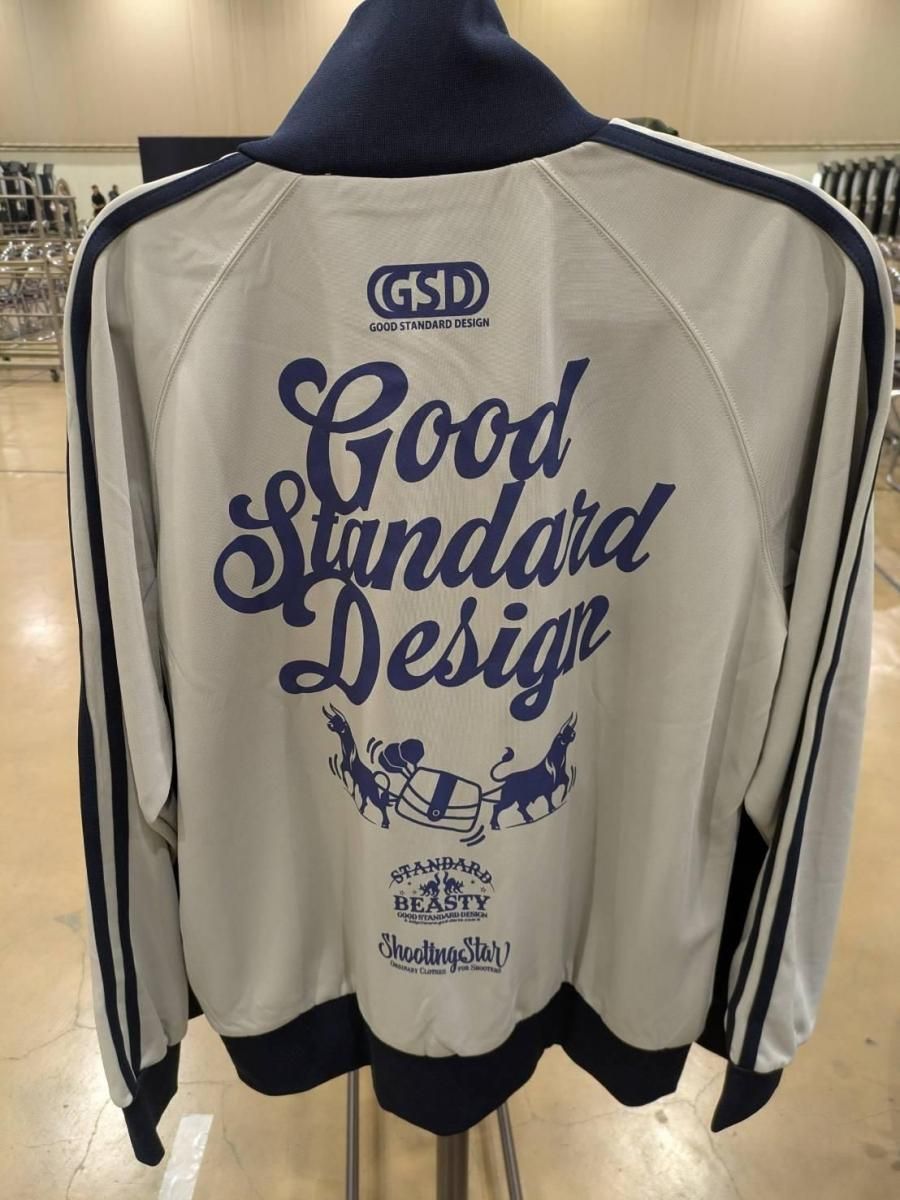 GSD
GOOD STANDARD DESIGN
Good
Standard
Design
STANDARD
BEASTY
GOOD STANDARD DESIGN
ShootingStar
ORDINARY CLOTHES FOR SHOOTERS